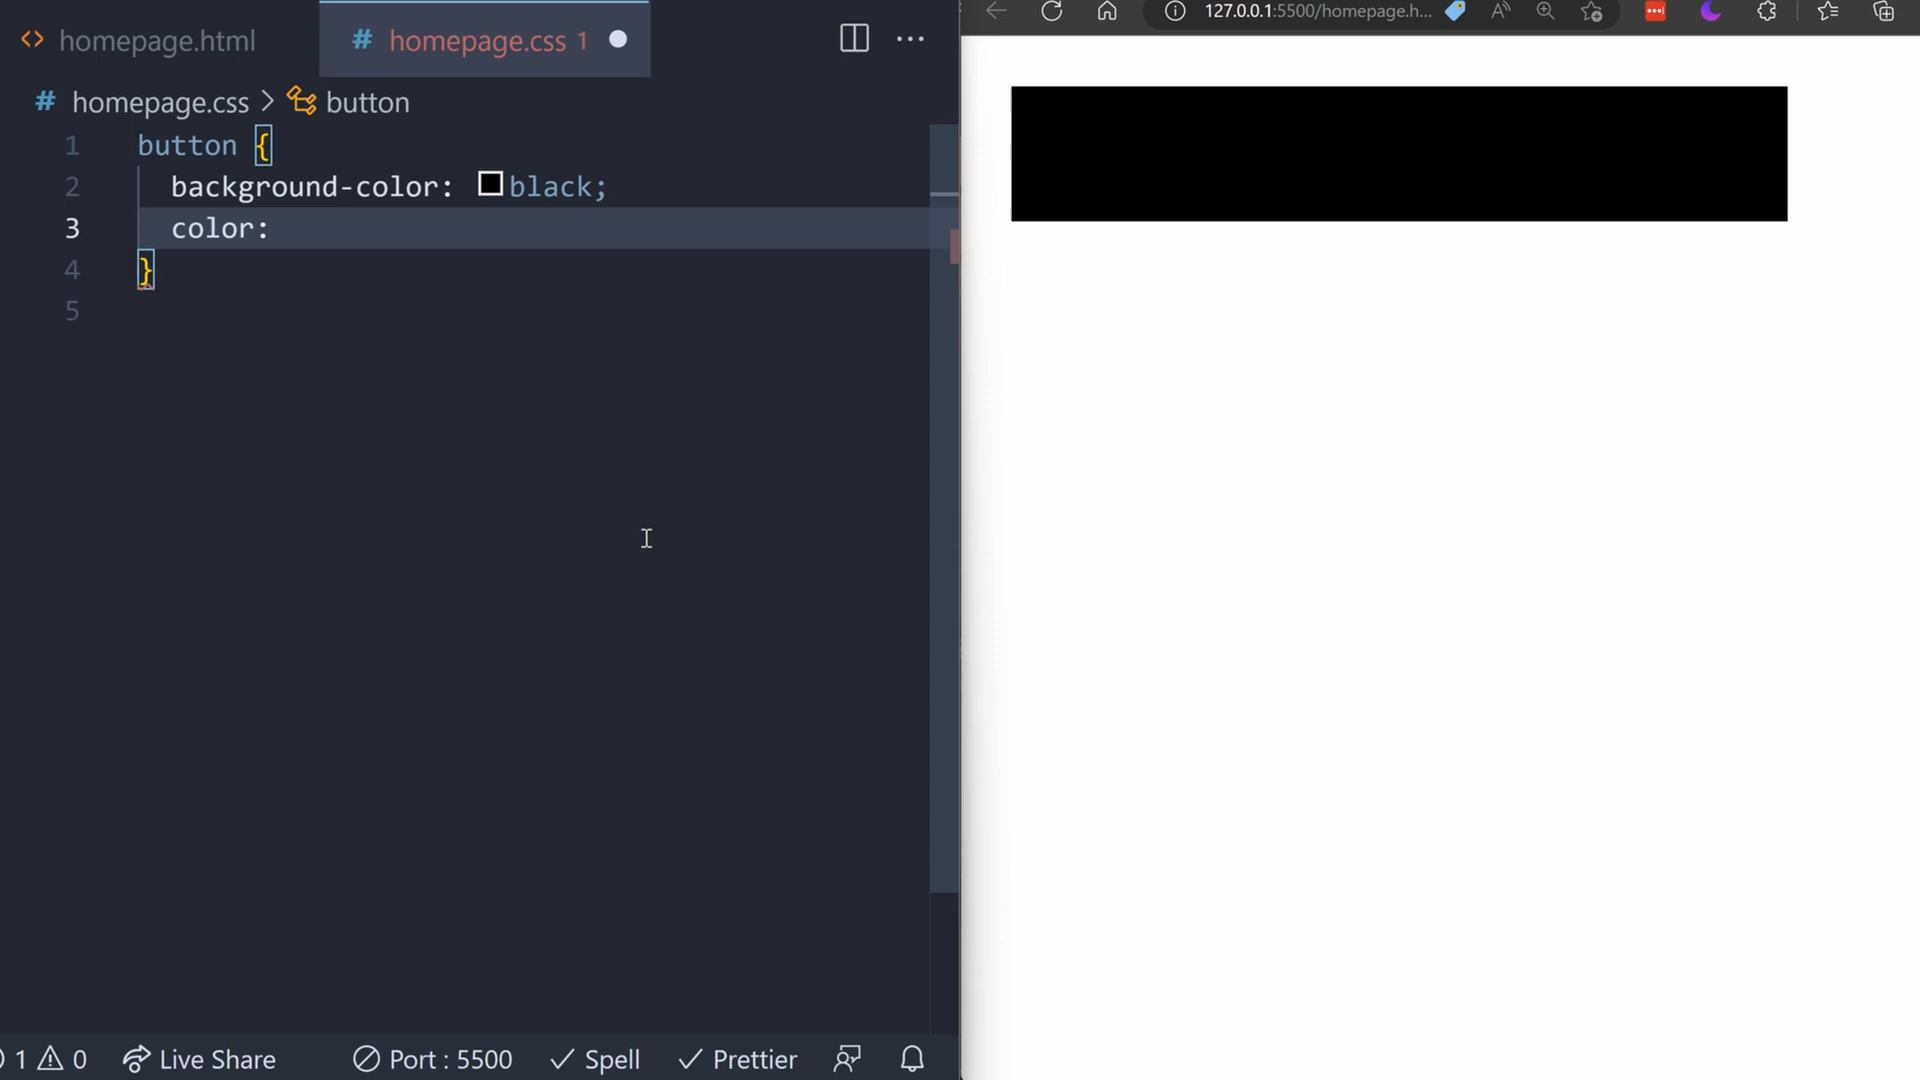 homepage.html
homepage.css 1
127.0.0.1:5500/homepage.h...
homepage.css > button
1 button {
2 background-color: black;
3 color:
4 }
5
1 0 Live Share Port : 5500 Spell Prettier